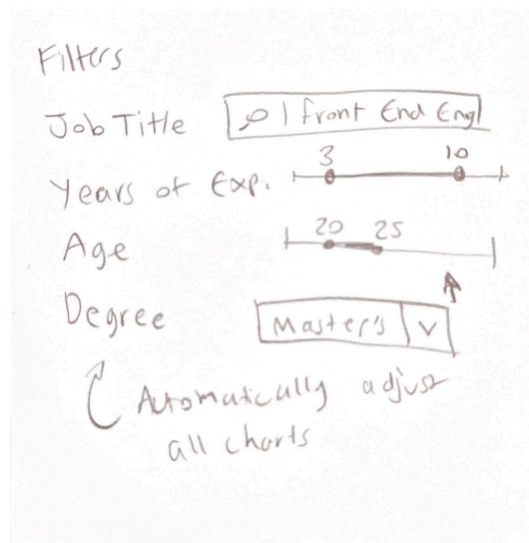 Filters
Job Title | Front End Eng
3 10
Years of Exp.
20 25
Age
Degree Master's
Automatically adjust
all charts